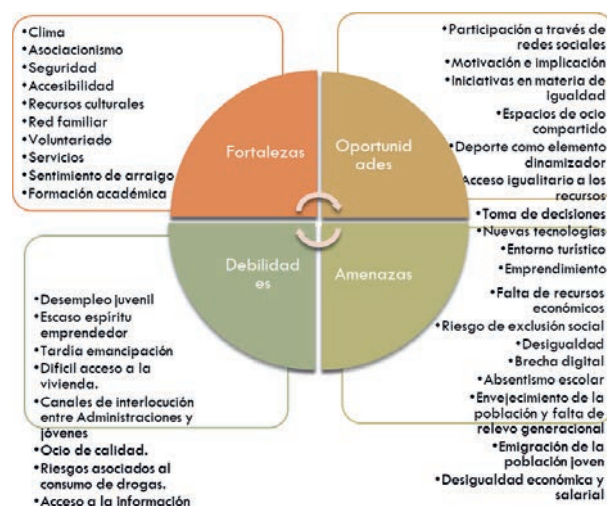 •Clima
•Asociacionismo
•Seguridad
•Accesibilidad
•Recursos culturales
•Red familiar
•Voluntariado
•Servicios
•Sentimiento de arraigo
•Formación académica
Fortalezas
•Participación a través de
redes sociales
•Motivación e implicación
•Iniciativas en materia de
igualdad
•Espacios de ocio
compartido
•Deporte como elemento
dinamizador
•Acceso igualitario a los
recursos
•Toma de decisiones
•Nuevas tecnologías
•Entorno turístico
•Emprendimiento
Oportunid
ades
Debilidad
es
•Desempleo juvenil
•Escaso espíritu
emprendedor
•Tardía emancipación
•Difícil acceso a la
vivienda.
•Canales de interlocución
entre Administraciones y
jóvenes
•Ocio de calidad.
•Riesgos asociados al
consumo de drogas.
•Acceso a la información
Amenazas
•Falta de recursos
económicos
•Riesgo de exclusión social
•Desigualdad
•Brecha digital
•Absentismo escolar
•Envejecimiento de la
población y falta de
relevo generacional
•Emigración de la
población joven
•Desigualdad económica y
salarial